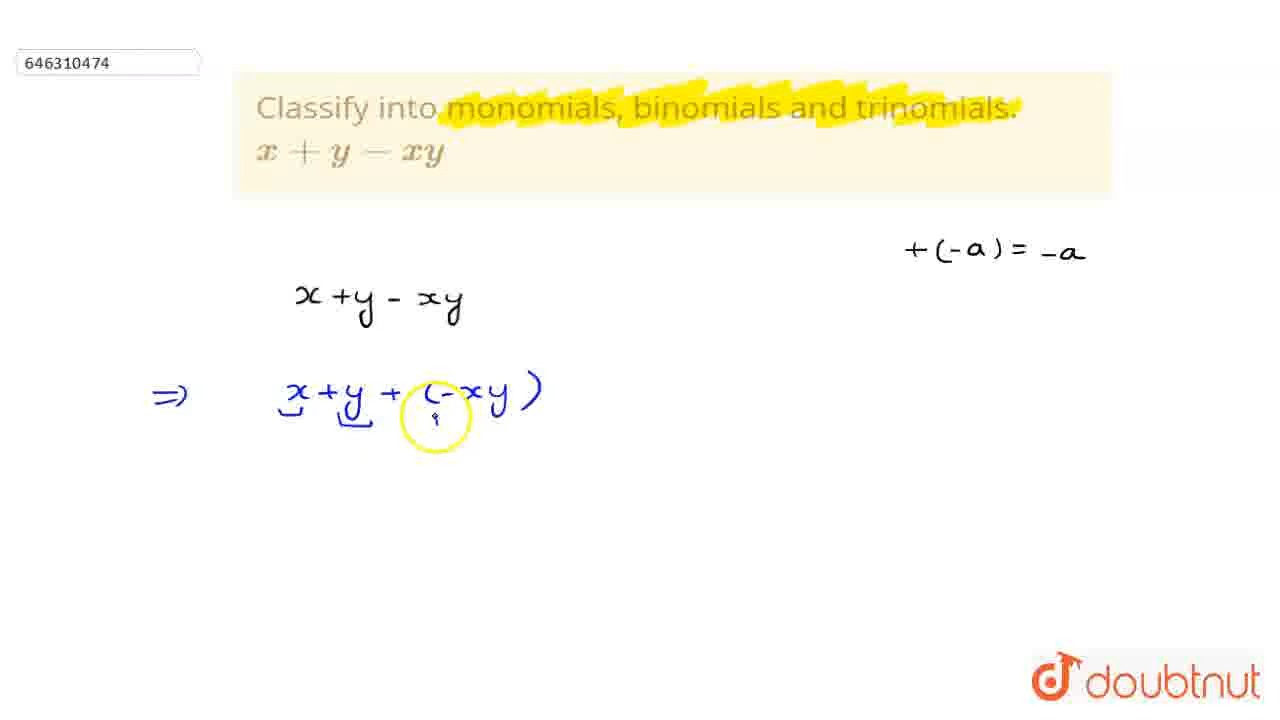 646310474
Classify into monomials, binomials and trinomials.
x + y − xy
+(-a) = -a
x + y - xy
⇒ x + y + (-xy)
doubtnut